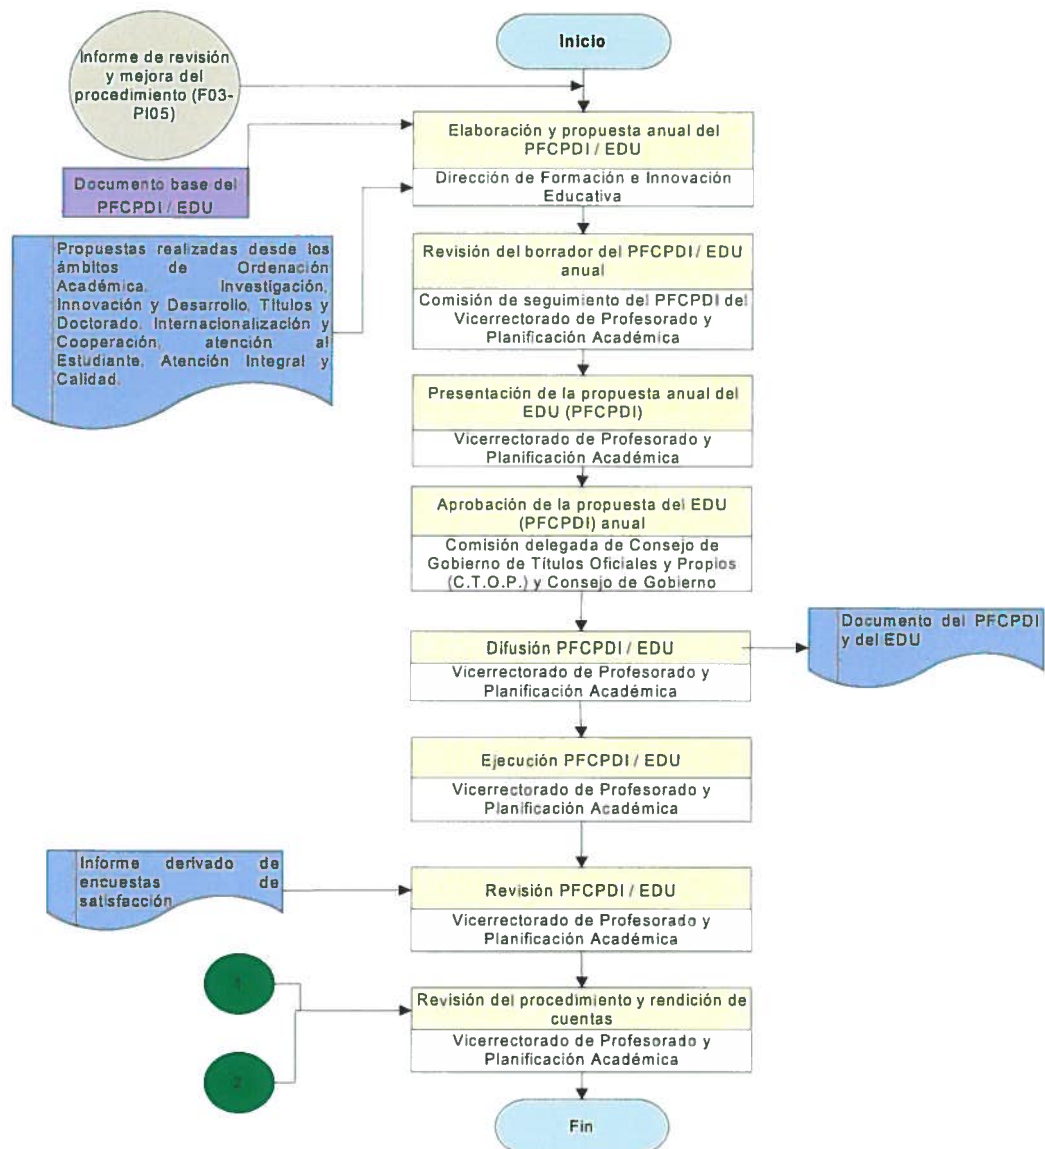 Inicio
Informe de revisión
y mejora del
procedimiento (F03-
PI05)
Elaboración y propuesta anual del
PFCPDI / EDU
Dirección de Formación e Innovación
Educativa
Documento base del
PFCPDI / EDU
Propuestas realizadas desde los
ámbitos de Ordenación
Académica, Investigación,
Innovación y Desarrollo, Títulos y
Doctorado, Internacionalización y
Cooperación, atención al
Estudiante, Atención Integral y
Calidad.
Revisión del borrador del PFCPDI / EDU
anual
Comisión de seguimiento del PFCPDI del
Vicerrectorado de Profesorado y
Planificación Académica
Presentación de la propuesta anual del
EDU (PFCPDI)
Vicerrectorado de Profesorado y
Planificación Académica
Aprobación de la propuesta del EDU
(PFCPDI) anual
Comisión delegada de Consejo de
Gobierno de Títulos Oficiales y Propios
(C.T.O.P.) y Consejo de Gobierno
Difusión PFCPDI / EDU
Vicerrectorado de Profesorado y
Planificación Académica
Documento del PFCPDI
y del EDU
Ejecución PFCPDI / EDU
Vicerrectorado de Profesorado y
Planificación Académica
Informe derivado de
encuestas de
satisfacción
Revisión PFCPDI / EDU
Vicerrectorado de Profesorado y
Planificación Académica
1
2
Revisión del procedimiento y rendición de
cuentas
Vicerrectorado de Profesorado y
Planificación Académica
Fin